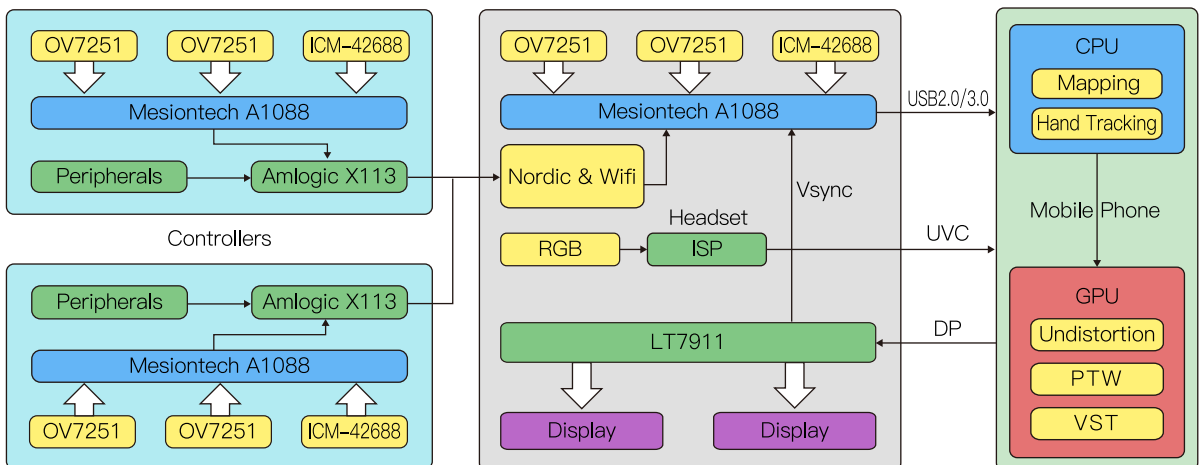 OV7251
OV7251
ICM-42688
Mesiontech A1088
Peripherals
Amlogic X113
Controllers
Peripherals
Amlogic X113
Mesiontech A1088
OV7251
OV7251
ICM-42688
OV7251
OV7251
ICM-42688
Mesiontech A1088
Nordic & Wifi
Vsync
Headset
RGB
ISP
LT7911
Display
Display
USB2.0/3.0
UVC
DP
CPU
Mapping
Hand Tracking
Mobile Phone
GPU
Undistortion
PTW
VST